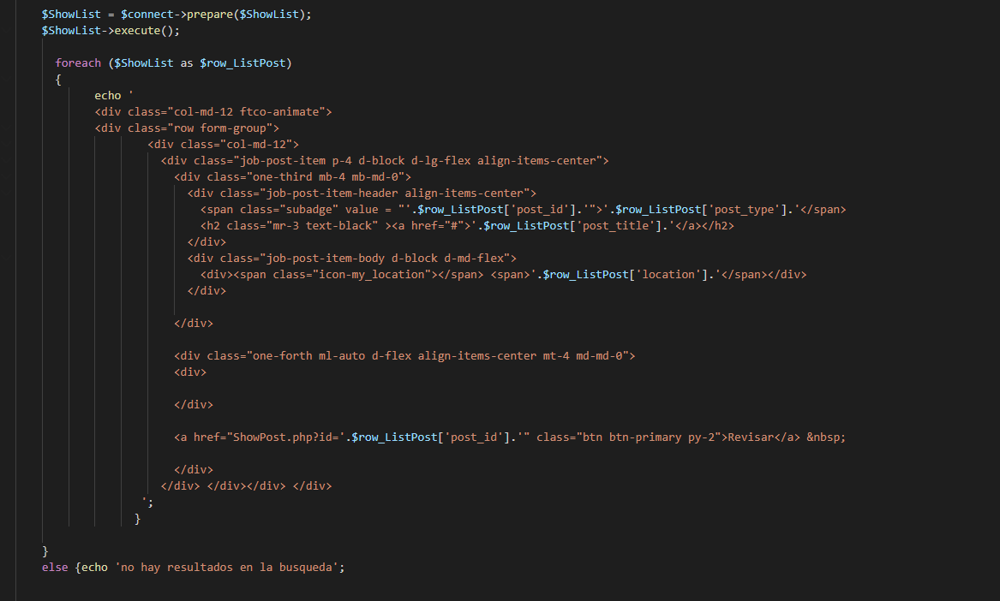 $ShowList = $connect->prepare($ShowList);
$ShowList->execute();
foreach ($ShowList as $row_ListPost)
{
echo '
<div class="col-md-12 ftco-animate">
<div class="row form-group">
<div class="col-md-12">
<div class="job-post-item p-4 d-block d-lg-flex align-items-center">
<div class="one-third mb-4 mb-md-0">
<div class="job-post-item-header align-items-center">
<span class="subadge" value = "'.$row_ListPost['post_id'].'">'.$row_ListPost['post_type'].'</span>
<h2 class="mr-3 text-black" ><a href="#">'.$row_ListPost['post_title'].'</a></h2>
</div>
<div class="job-post-item-body d-block d-md-flex">
<div><span class="icon-my_location"></span> <span>'.$row_ListPost['location'].'</span></div>
</div>
</div>
<div class="one-forth ml-auto d-flex align-items-center mt-4 md-md-0">
<div>
</div>
<a href="ShowPost.php?id='.$row_ListPost['post_id'].'" class="btn btn-primary py-2">Revisar</a> &nbsp;
</div>
</div> </div></div> </div>
';
}
}
else {echo 'no hay resultados en la busqueda';